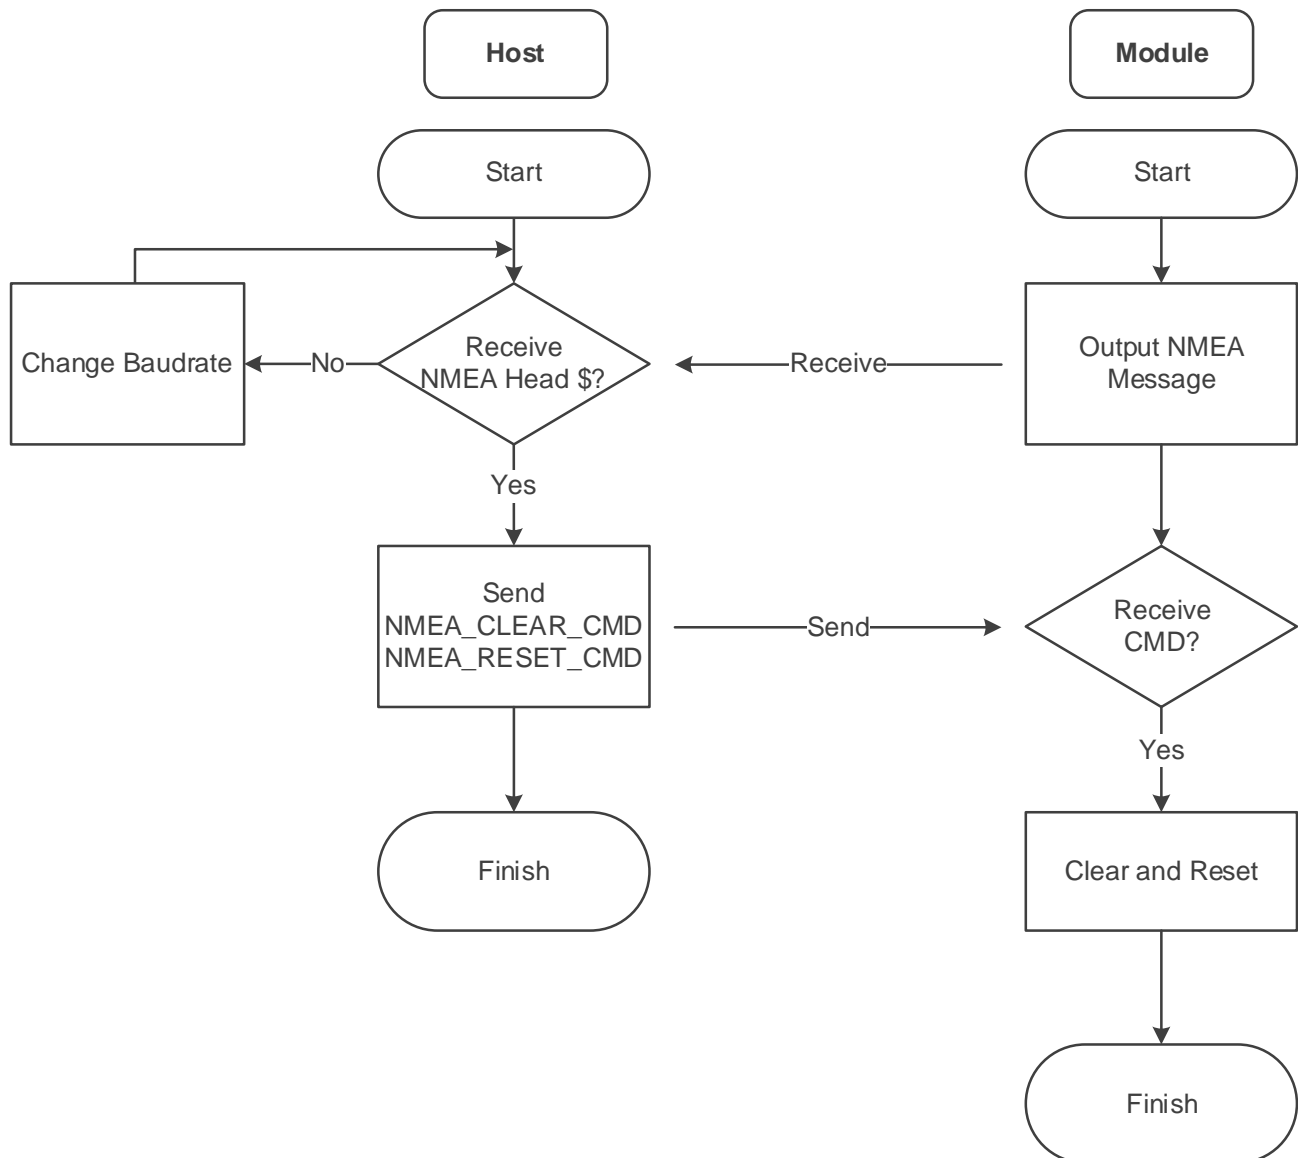 Host
Module
Start
Start
Change Baudrate
No
Receive
NMEA Head $?
Receive
Output NMEA
Message
Yes
Send
NMEA_CLEAR_CMD
NMEA_RESET_CMD
Send
Receive
CMD?
Yes
Finish
Clear and Reset
Finish